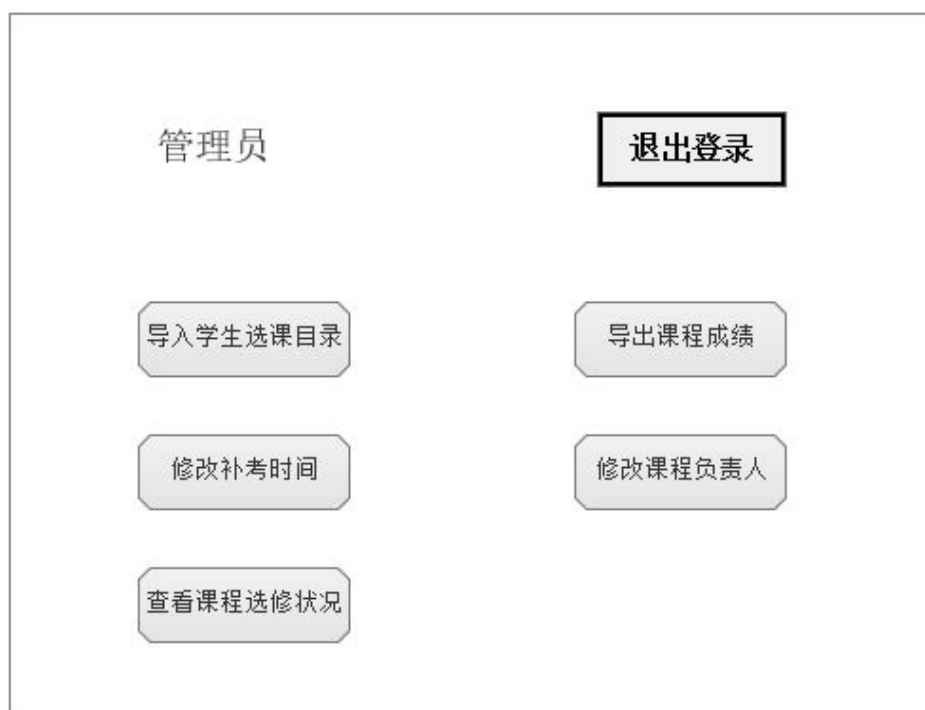 管理员
退出登录
导入学生选课目录
导出课程成绩
修改补考时间
修改课程负责人
查看课程选修状况